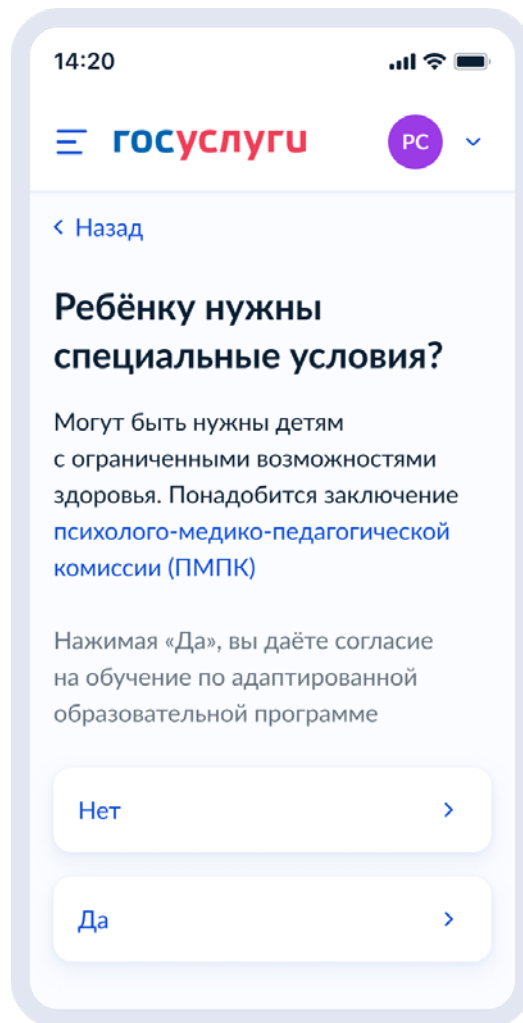 14:20
госуслуги
РС
Назад
Ребёнку нужны
специальные условия?
Могут быть нужны детям
с ограниченными возможностями
здоровья. Понадобится заключение
психолого-медико-педагогической
комиссии (ПМПК)
Нажимая «Да», вы даёте согласие
на обучение по адаптированной
образовательной программе
Нет
Да